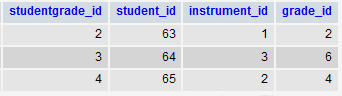 studentgrade_id student_id instrument_id grade_id
2 63 1 2
3 64 3 6
4 65 2 4